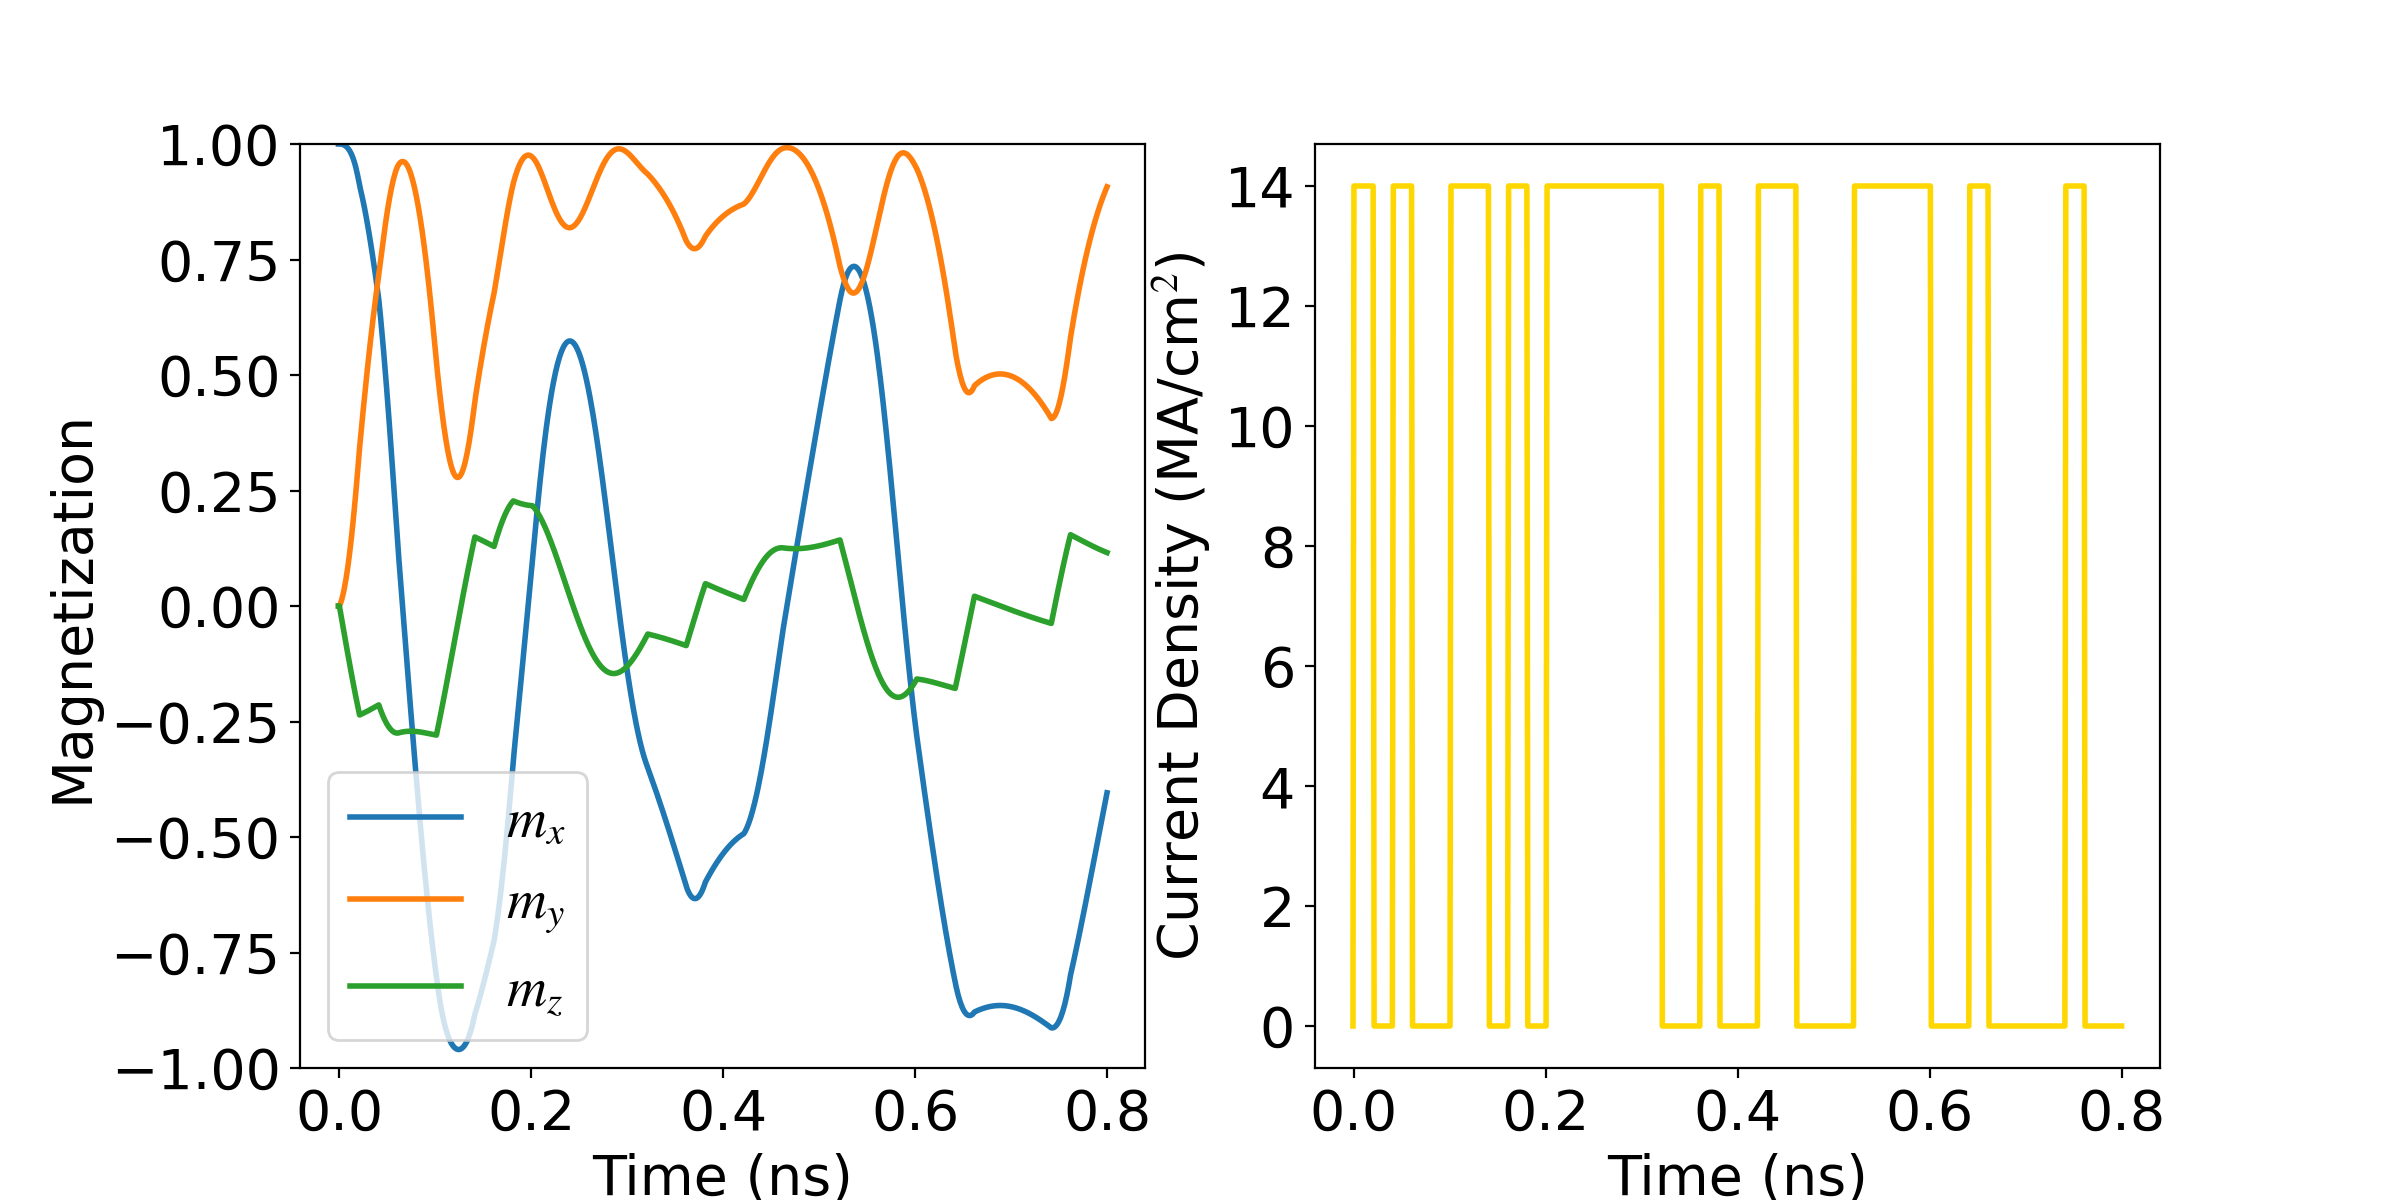 Magnetization
1.00
0.75
0.50
0.25
0.00
−0.25
−0.50
−0.75
−1.00
m_x
m_y
m_z
0.0 0.2 0.4 0.6 0.8
Time (ns)
Current Density (MA/cm²)
14
12
10
8
6
4
2
0
0.0 0.2 0.4 0.6 0.8
Time (ns)